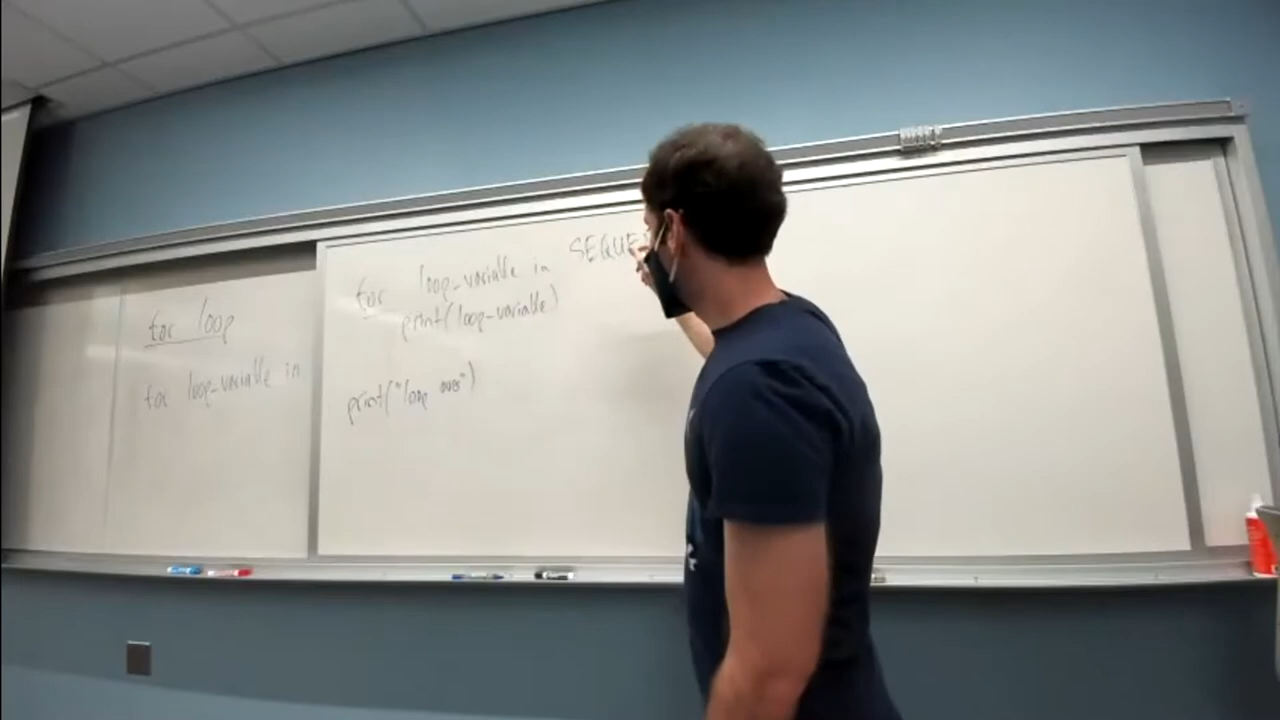 for loop
for loop-variable in
for loop-variable in SEQUE
print(loop-variable)
print("loop over")